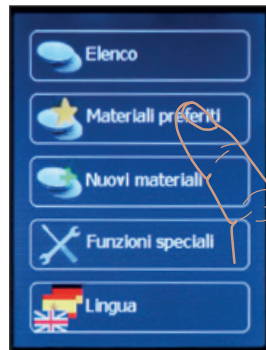 Elenco
Materiali preferiti
Nuovi materiali
Funzioni speciali
Lingua